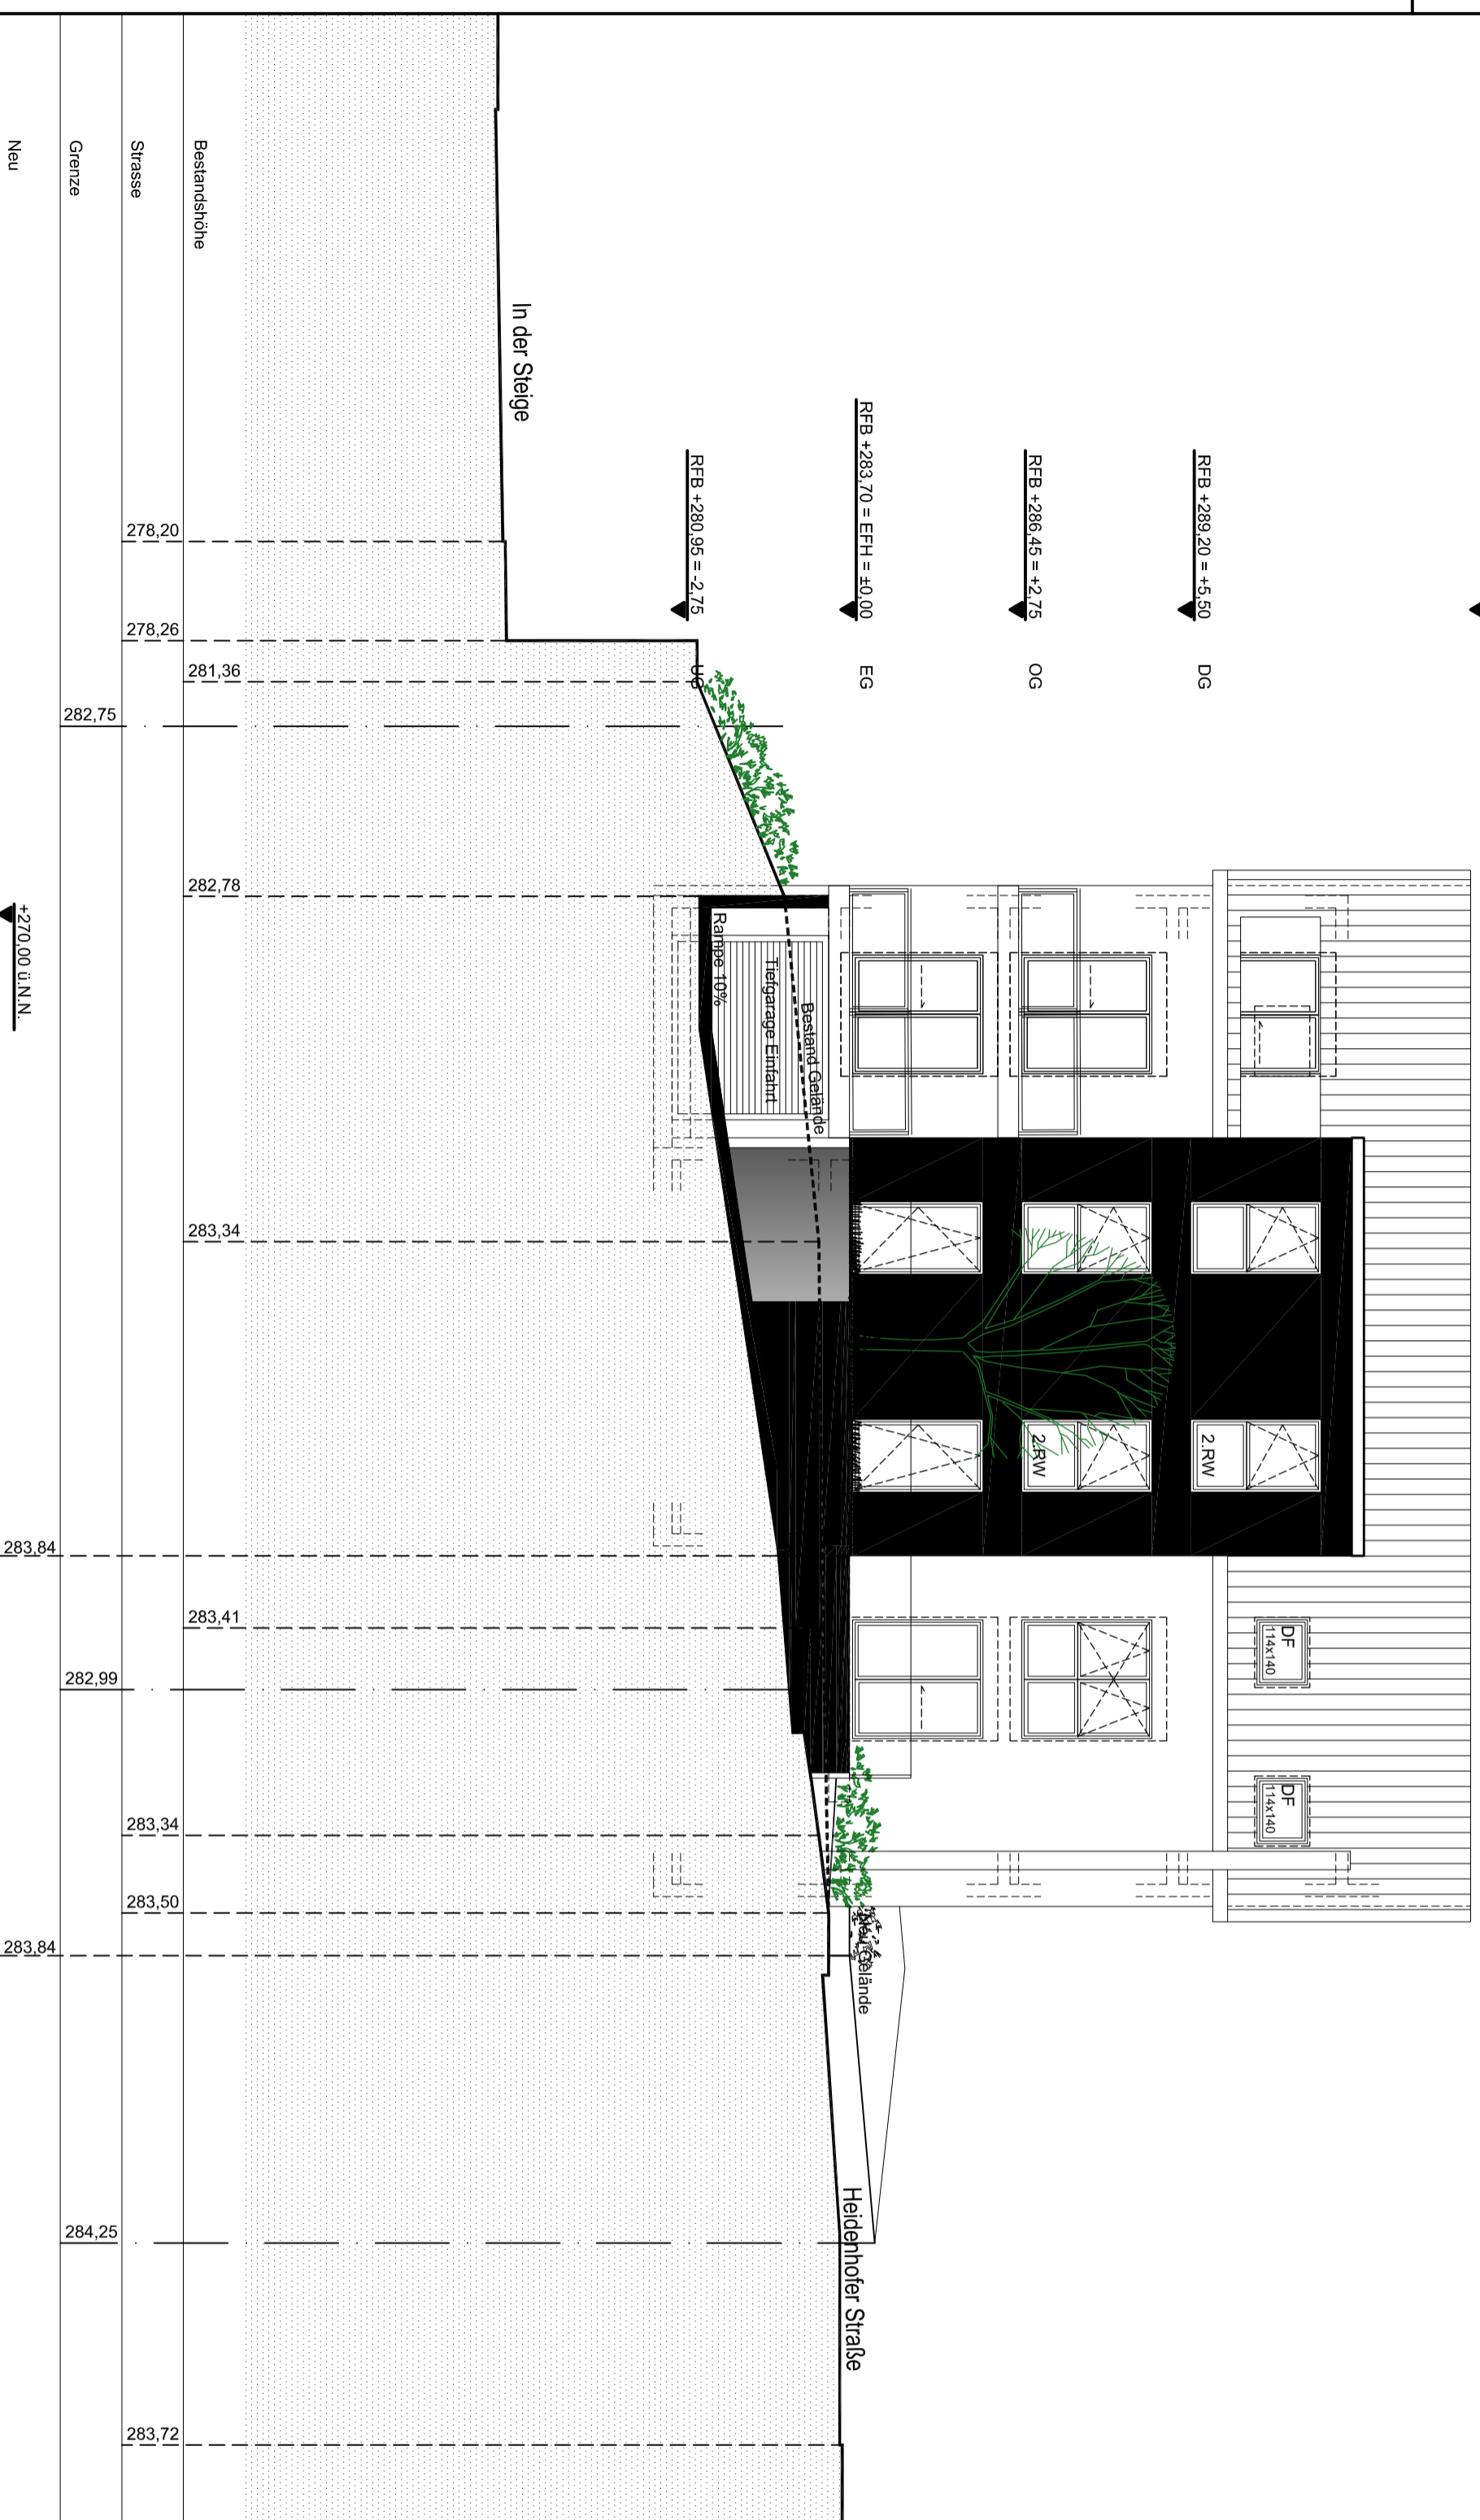 RFB +289,20 = +5,50
DG
RFB +286,45 = +2,75
OG
RFB +283,70 = EFH = ±0,00
EG
RFB +280,95 = -2,75
UG
DF
114x140
DF
114x140
2.RW
2.RW
Neu Gelände
Heidenhofer Straße
Bestand Gelände
Tiefgarage Einfahrt
Rampe 10%
In der Steige
Bestandshöhe
281,36
282,78
283,34
283,41
Strasse
278,20
278,26
283,34
283,50
283,72
Grenze
282,75
282,99
284,25
Neu
283,84
283,84
+270,00 ü.N.N.